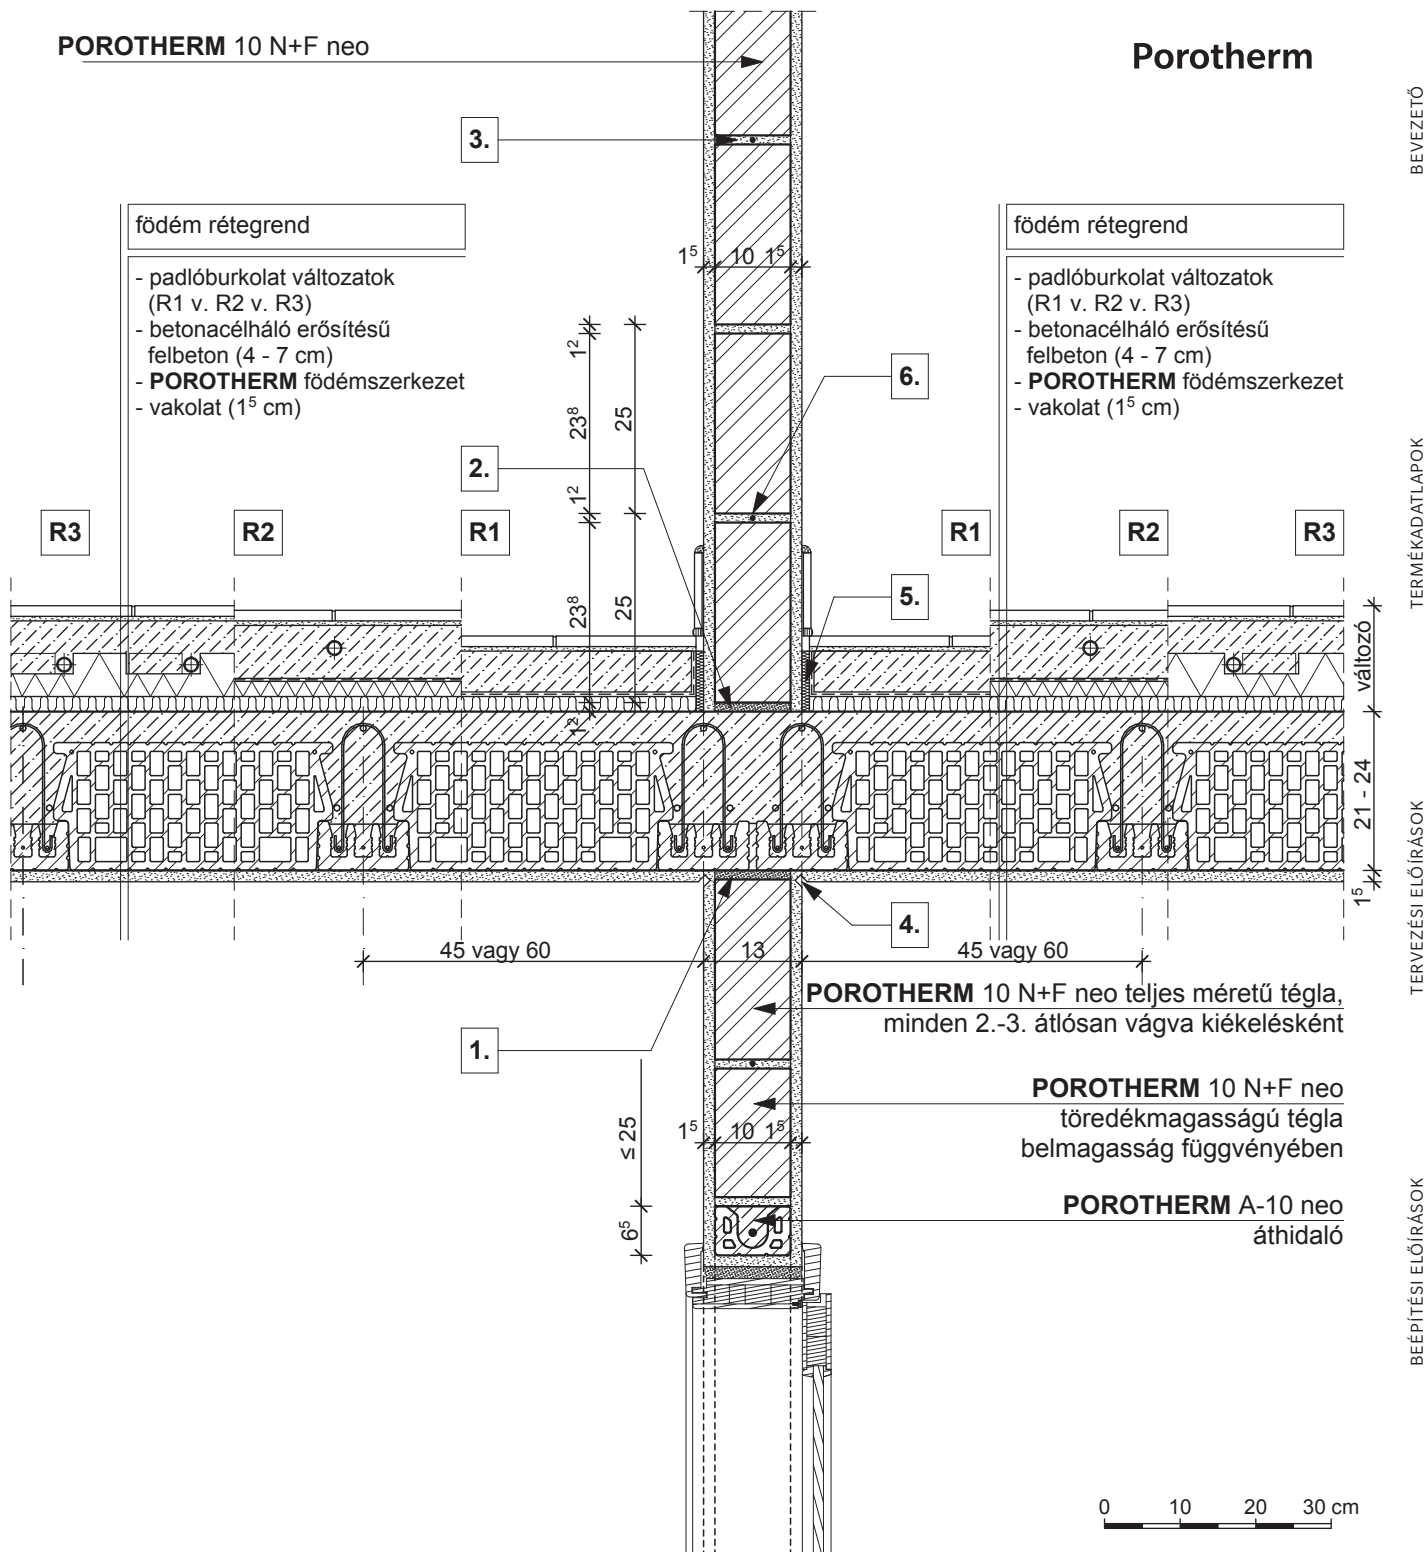 POROTHERM 10 N+F neo
Porotherm
BEVEZETŐ
3.
födém rétegrend
- padlóburkolat változatok
(R1 v. R2 v. R3)
- betonacélháló erősítésű
felbeton (4 - 7 cm)
- POROTHERM födémszerkezet
- vakolat (1⁵ cm)
födém rétegrend
- padlóburkolat változatok
(R1 v. R2 v. R3)
- betonacélháló erősítésű
felbeton (4 - 7 cm)
- POROTHERM födémszerkezet
- vakolat (1⁵ cm)
1⁵ 10 1⁵
1²
23⁸
25
1²
6.
2.
TERMÉKADATLAPOK
R3
R2
R1
R1
R2
R3
23⁸
25
1²
5.
változó
21 - 24
1⁵
TERVEZÉSI ELŐÍRÁSOK
4.
45 vagy 60
13
45 vagy 60
POROTHERM 10 N+F neo teljes méretű tégla,
minden 2.-3. átlósan vágva kiékelésként
1.
POROTHERM 10 N+F neo
töredékmagasságú tégla
belmagasság függvényében
≤ 25
1⁵ 10 1⁵
6⁵
POROTHERM A-10 neo
áthidaló
BEÉPÍTÉSI ELŐÍRÁSOK
0 10 20 30 cm